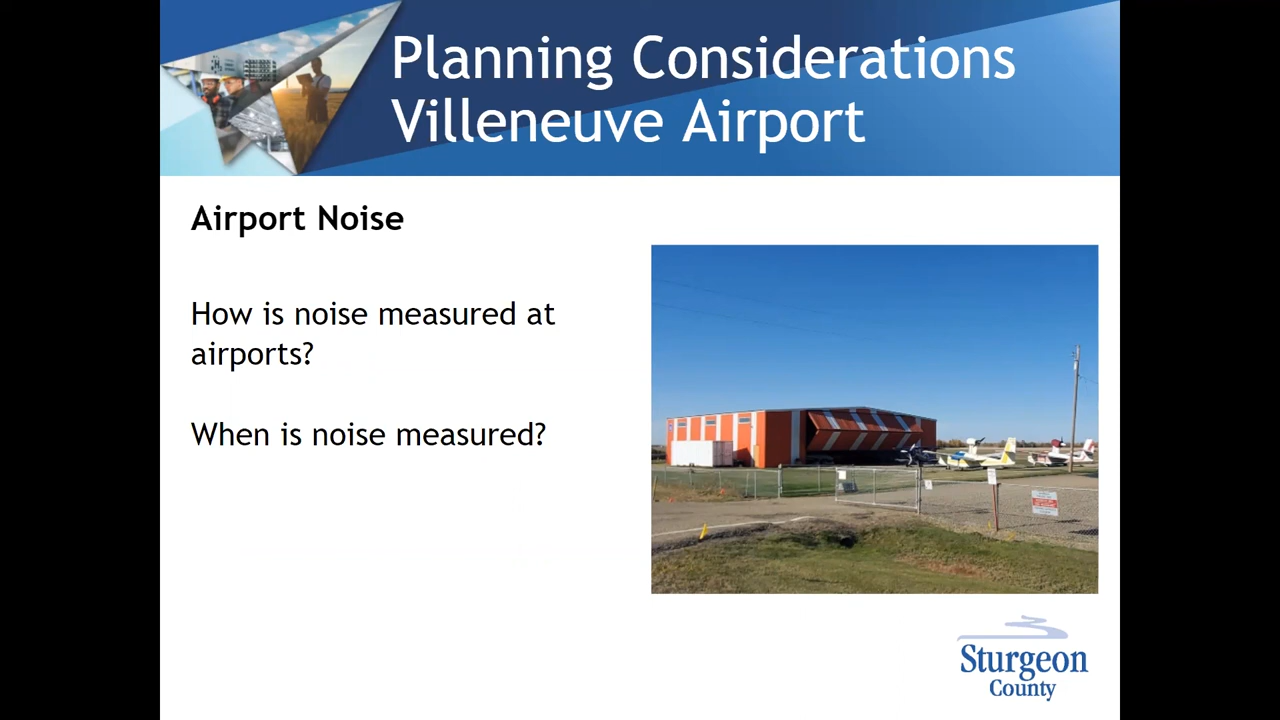 Planning Considerations
Villeneuve Airport
Airport Noise
How is noise measured at
airports?
When is noise measured?
Sturgeon
County